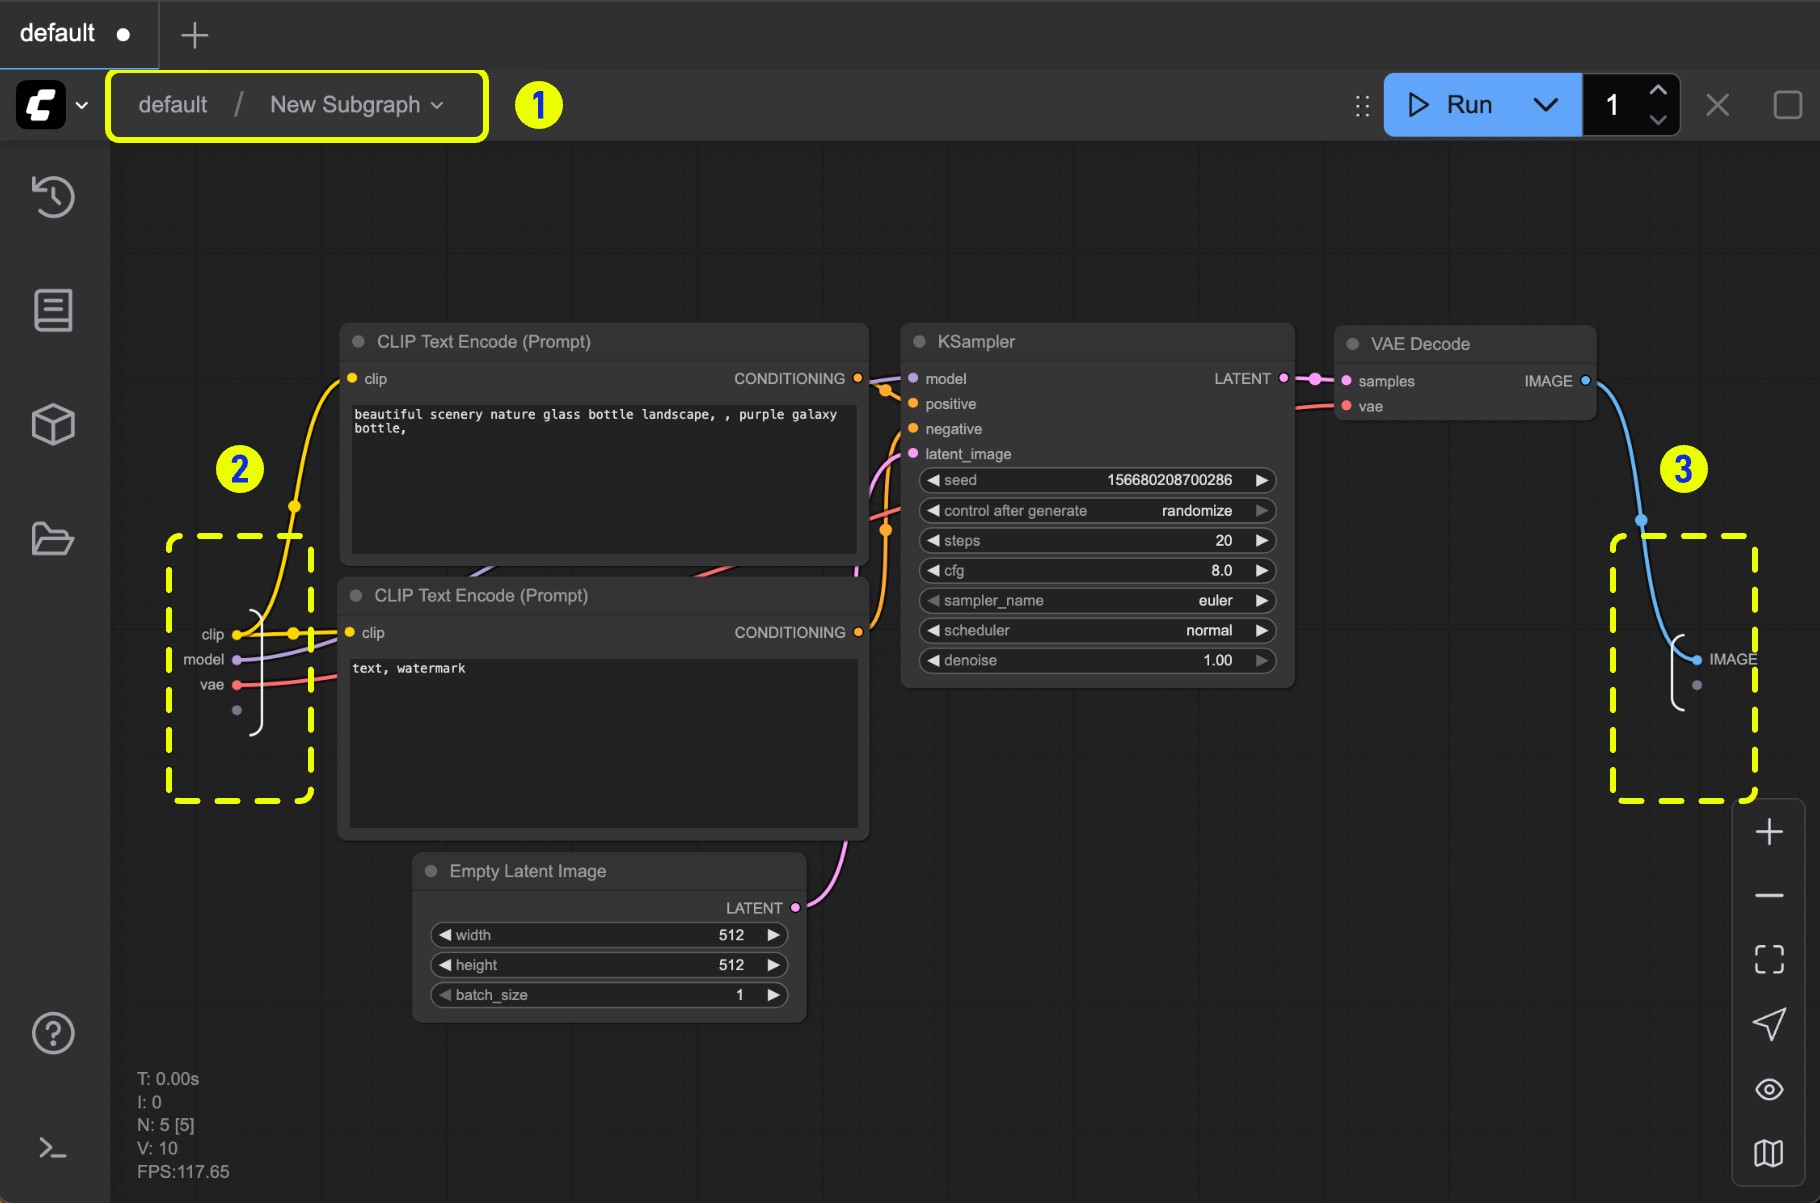 default
default / New Subgraph
1
Run
1
CLIP Text Encode (Prompt)
clip
CONDITIONING
beautiful scenery nature glass bottle landscape, , purple galaxy
bottle,
2
clip
model
vae
CLIP Text Encode (Prompt)
clip
CONDITIONING
text, watermark
Empty Latent Image
LATENT
width 512
height 512
batch_size 1
KSampler
model
LATENT
positive
negative
latent_image
seed 156680208700286
control after generate randomize
steps 20
cfg 8.0
sampler_name euler
scheduler normal
denoise 1.00
VAE Decode
samples
IMAGE
vae
3
IMAGE
T: 0.00s
I: 0
N: 5 [5]
V: 10
FPS:117.65